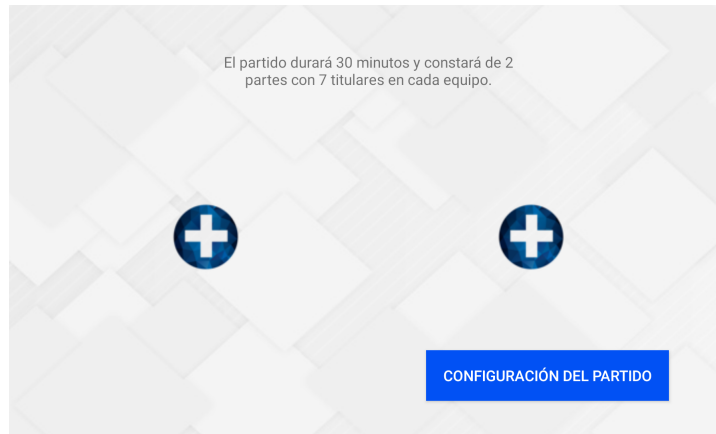 El partido durará 30 minutos y constará de 2
partes con 7 titulares en cada equipo.
CONFIGURACIÓN DEL PARTIDO